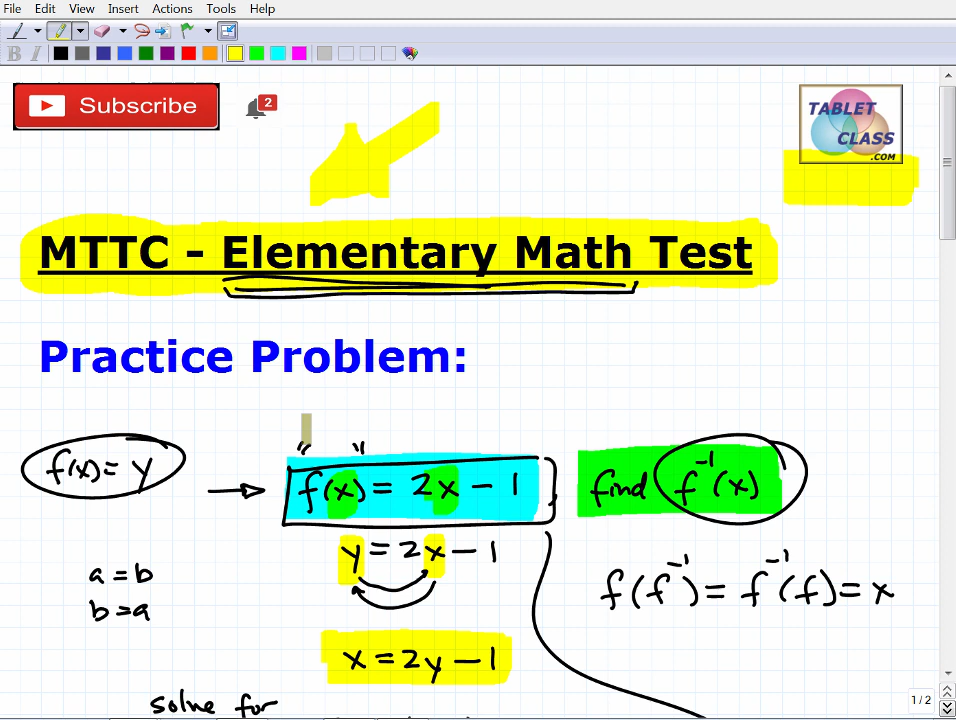 File Edit View Insert Actions Tools Help
B I
Subscribe
2
TABLET
CLASS
.COM
MTTC - Elementary Math Test
Practice Problem:
f(x) = y
" "
f(x) = 2x - 1
find f⁻¹(x)
y = 2x - 1
a = b
b = a
f(f⁻¹) = f⁻¹(f) = x
x = 2y - 1
solve for
1 / 2